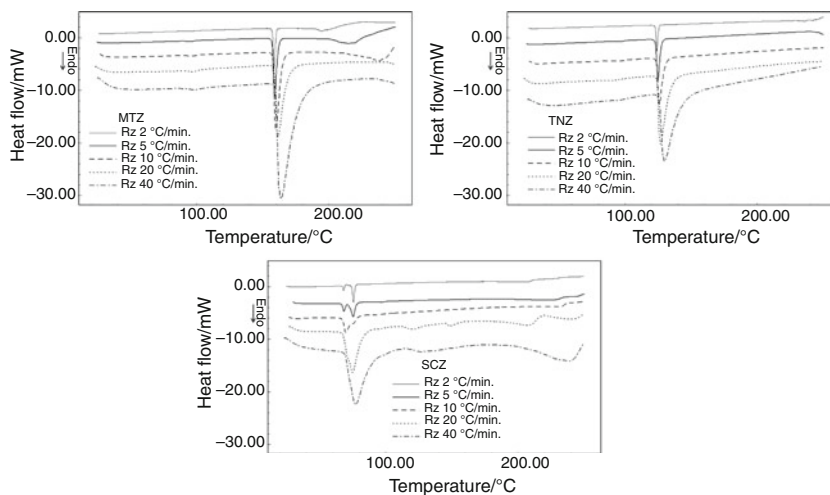 0.00
−10.00
−20.00
−30.00
Heat flow/mW
Endo
MTZ
Rz 2 °C/min.
Rz 5 °C/min.
Rz 10 °C/min.
Rz 20 °C/min.
Rz 40 °C/min.
100.00 200.00
Temperature/°C
0.00
−10.00
−20.00
−30.00
Heat flow/mW
Endo
TNZ
Rz 2 °C/min.
Rz 5 °C/min.
Rz 10 °C/min.
Rz 20 °C/min.
Rz 40 °C/min.
100.00 200.00
Temperature/°C
0.00
−10.00
−20.00
−30.00
Heat flow/mW
Endo
SCZ
Rz 2 °C/min.
Rz 5 °C/min.
Rz 10 °C/min.
Rz 20 °C/min.
Rz 40 °C/min.
100.00 200.00
Temperature/°C